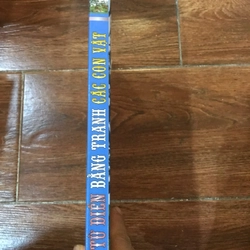 TỪ ĐIỂN BẰNG TRANH CÁC CON VẬT